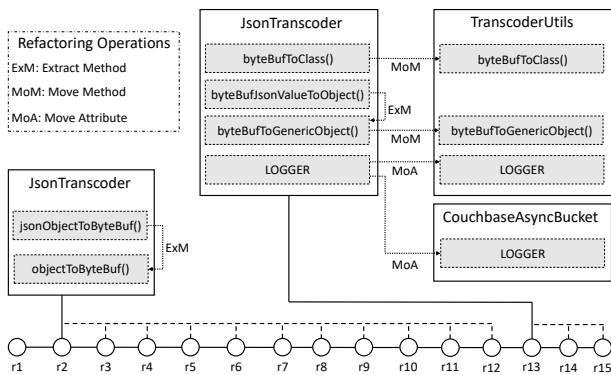 Refactoring Operations
ExM: Extract Method
MoM: Move Method
MoA: Move Attribute
JsonTranscoder
byteBufToClass()
byteBufJsonValueToObject()
ExM
byteBufToGenericObject()
LOGGER
MoM
MoM
MoA
MoA
TranscoderUtils
byteBufToClass()
byteBufToGenericObject()
LOGGER
CouchbaseAsyncBucket
LOGGER
JsonTranscoder
jsonObjectToByteBuf()
ExM
objectToByteBuf()
r1 r2 r3 r4 r5 r6 r7 r8 r9 r10 r11 r12 r13 r14 r15